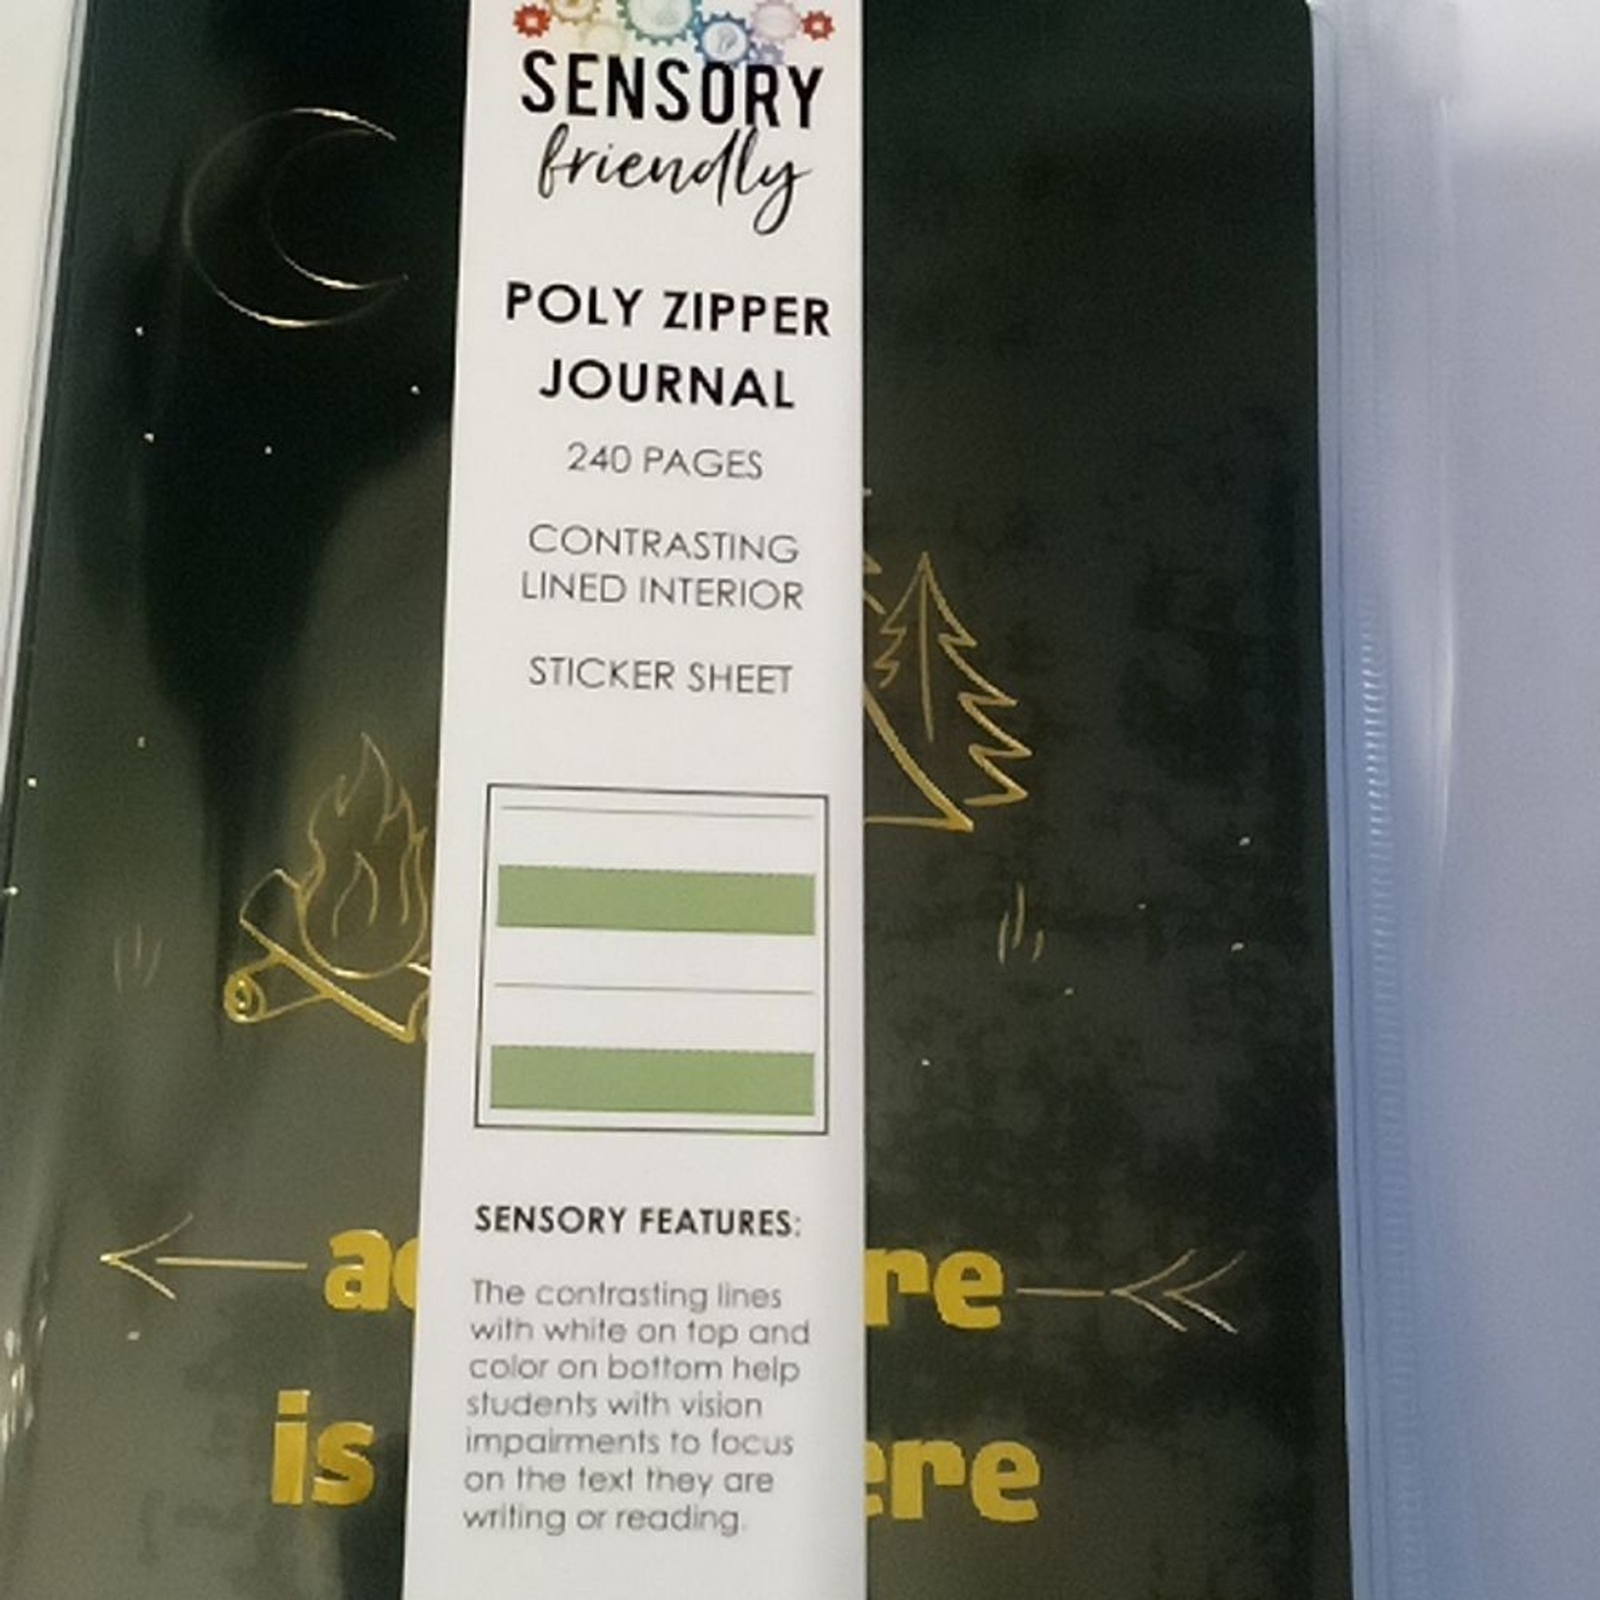 SENSORY
friendly
POLY ZIPPER
JOURNAL
240 PAGES
CONTRASTING
LINED INTERIOR
STICKER SHEET
SENSORY FEATURES:
The contrasting lines
with white on top and
color on bottom help
students with vision
impairments to focus
on the text they are
writing or reading.
is